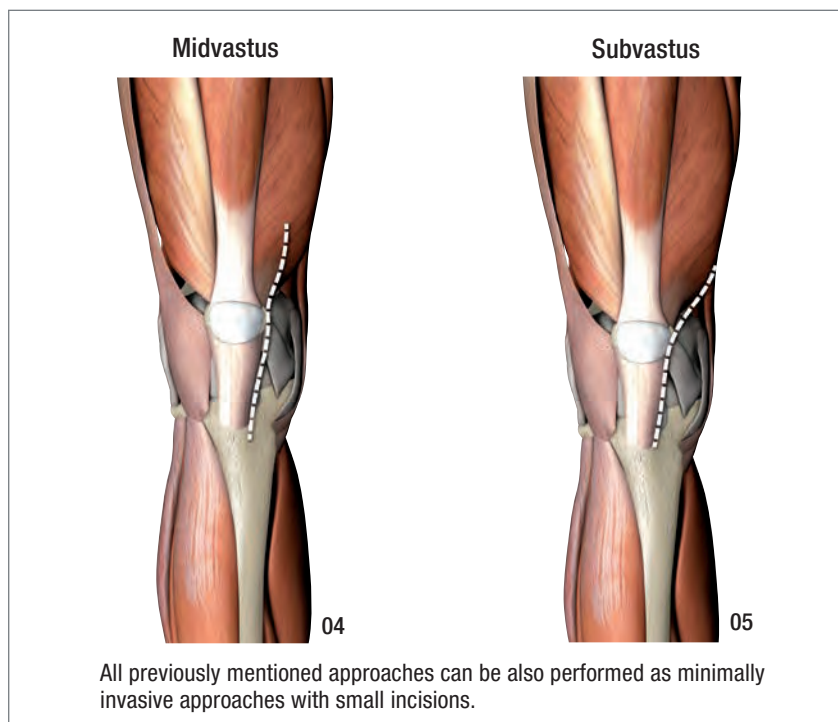 Midvastus
Subvastus
04
05
All previously mentioned approaches can be also performed as minimally
invasive approaches with small incisions.